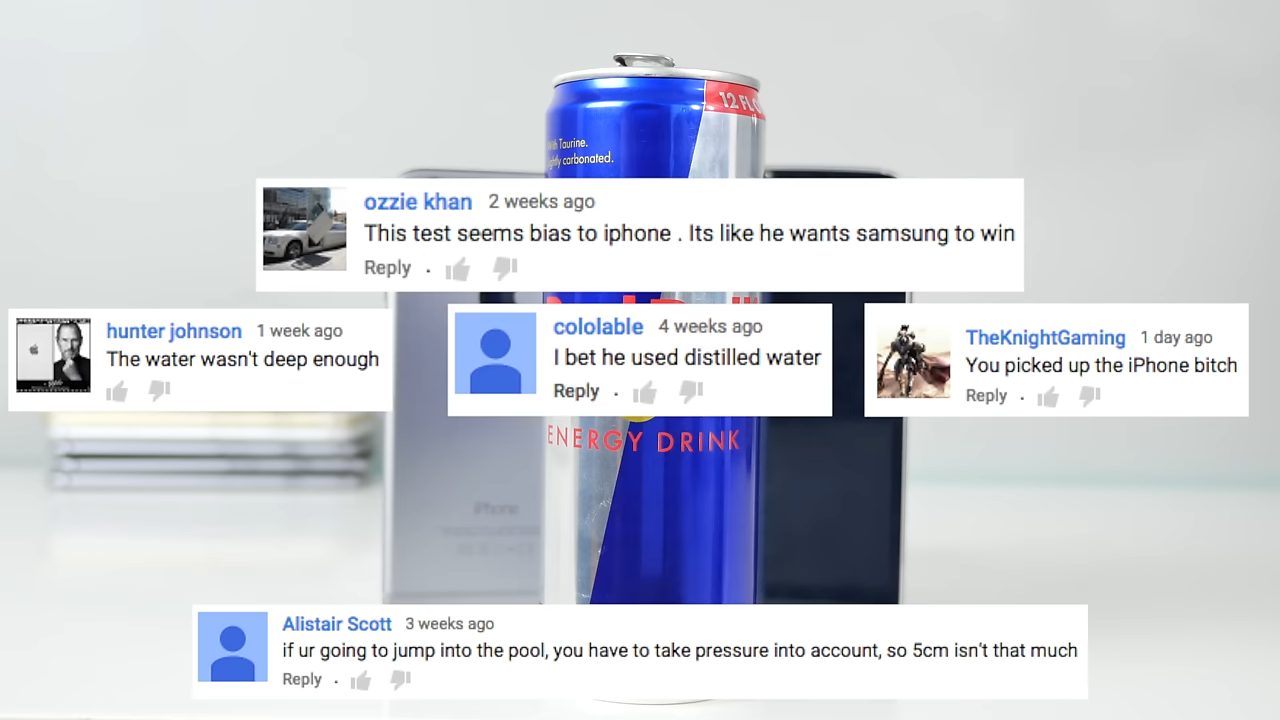 12 FL
With Taurine.
carbonated.
ozzie khan 2 weeks ago
This test seems bias to iphone . Its like he wants samsung to win
Reply .
hunter johnson 1 week ago
The water wasn't deep enough
cololable 4 weeks ago
I bet he used distilled water
Reply .
TheKnightGaming 1 day ago
You picked up the iPhone bitch
Reply .
ENERGY DRINK
iPhone
Alistair Scott 3 weeks ago
if ur going to jump into the pool, you have to take pressure into account, so 5cm isn't that much
Reply .